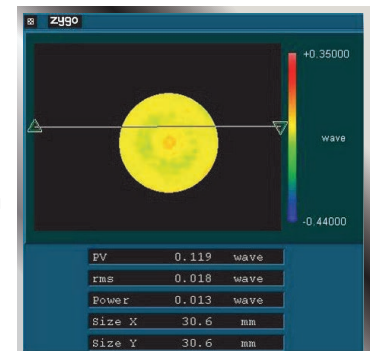 zygo
+0.35000
wave
-0.44000
PV 0.119 wave
rms 0.018 wave
Power 0.013 wave
Size X 30.6 mm
Size Y 30.6 mm